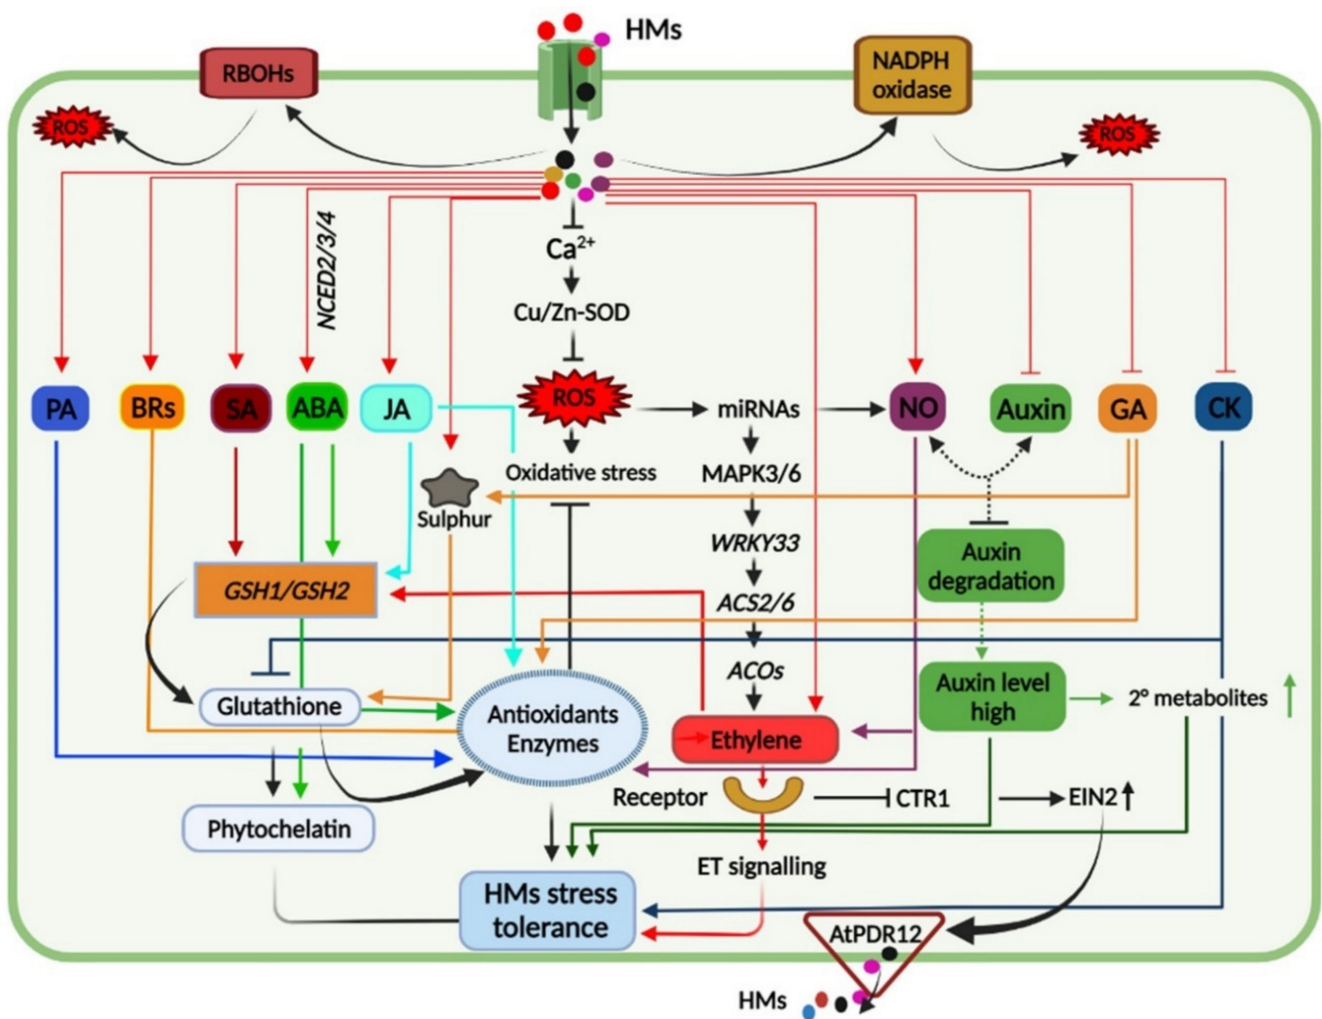 HMs
RBOHs
NADPH
oxidase
ROS
ROS
NCED2/3/4
Ca²⁺
Cu/Zn-SOD
PA
BRs
SA
ABA
JA
ROS
miRNAs
NO
Auxin
GA
CK
Oxidative stress
MAPK3/6
Sulphur
WRKY33
Auxin
degradation
GSH1/GSH2
ACS2/6
ACOs
Auxin level
high
2° metabolites
Glutathione
Antioxidants
Enzymes
Ethylene
Receptor
CTR1
EIN2
Phytochelatin
ET signalling
HMs stress
tolerance
AtPDR12
HMs